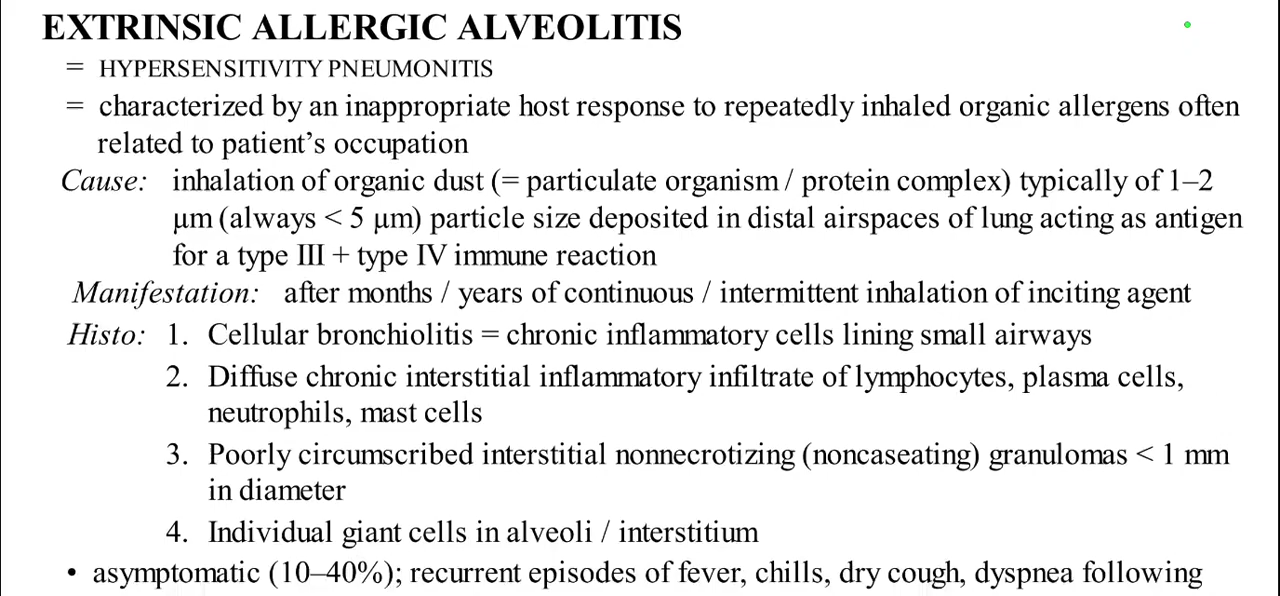 EXTRINSIC ALLERGIC ALVEOLITIS
= HYPERSENSITIVITY PNEUMONITIS
= characterized by an inappropriate host response to repeatedly inhaled organic allergens often
related to patient’s occupation
Cause: inhalation of organic dust (= particulate organism / protein complex) typically of 1–2
μm (always < 5 μm) particle size deposited in distal airspaces of lung acting as antigen
for a type III + type IV immune reaction
Manifestation: after months / years of continuous / intermittent inhalation of inciting agent
Histo: 1. Cellular bronchiolitis = chronic inflammatory cells lining small airways
2. Diffuse chronic interstitial inflammatory infiltrate of lymphocytes, plasma cells,
neutrophils, mast cells
3. Poorly circumscribed interstitial nonnecrotizing (noncaseating) granulomas < 1 mm
in diameter
4. Individual giant cells in alveoli / interstitium
• asymptomatic (10–40%); recurrent episodes of fever, chills, dry cough, dyspnea following